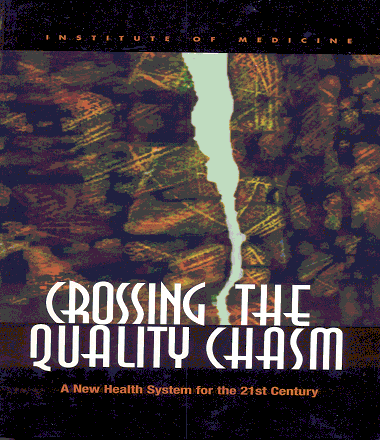 INSTITUTE OF MEDICINE
CROSSING THE
QUALITY CHASM
A New Health System for the 21st Century